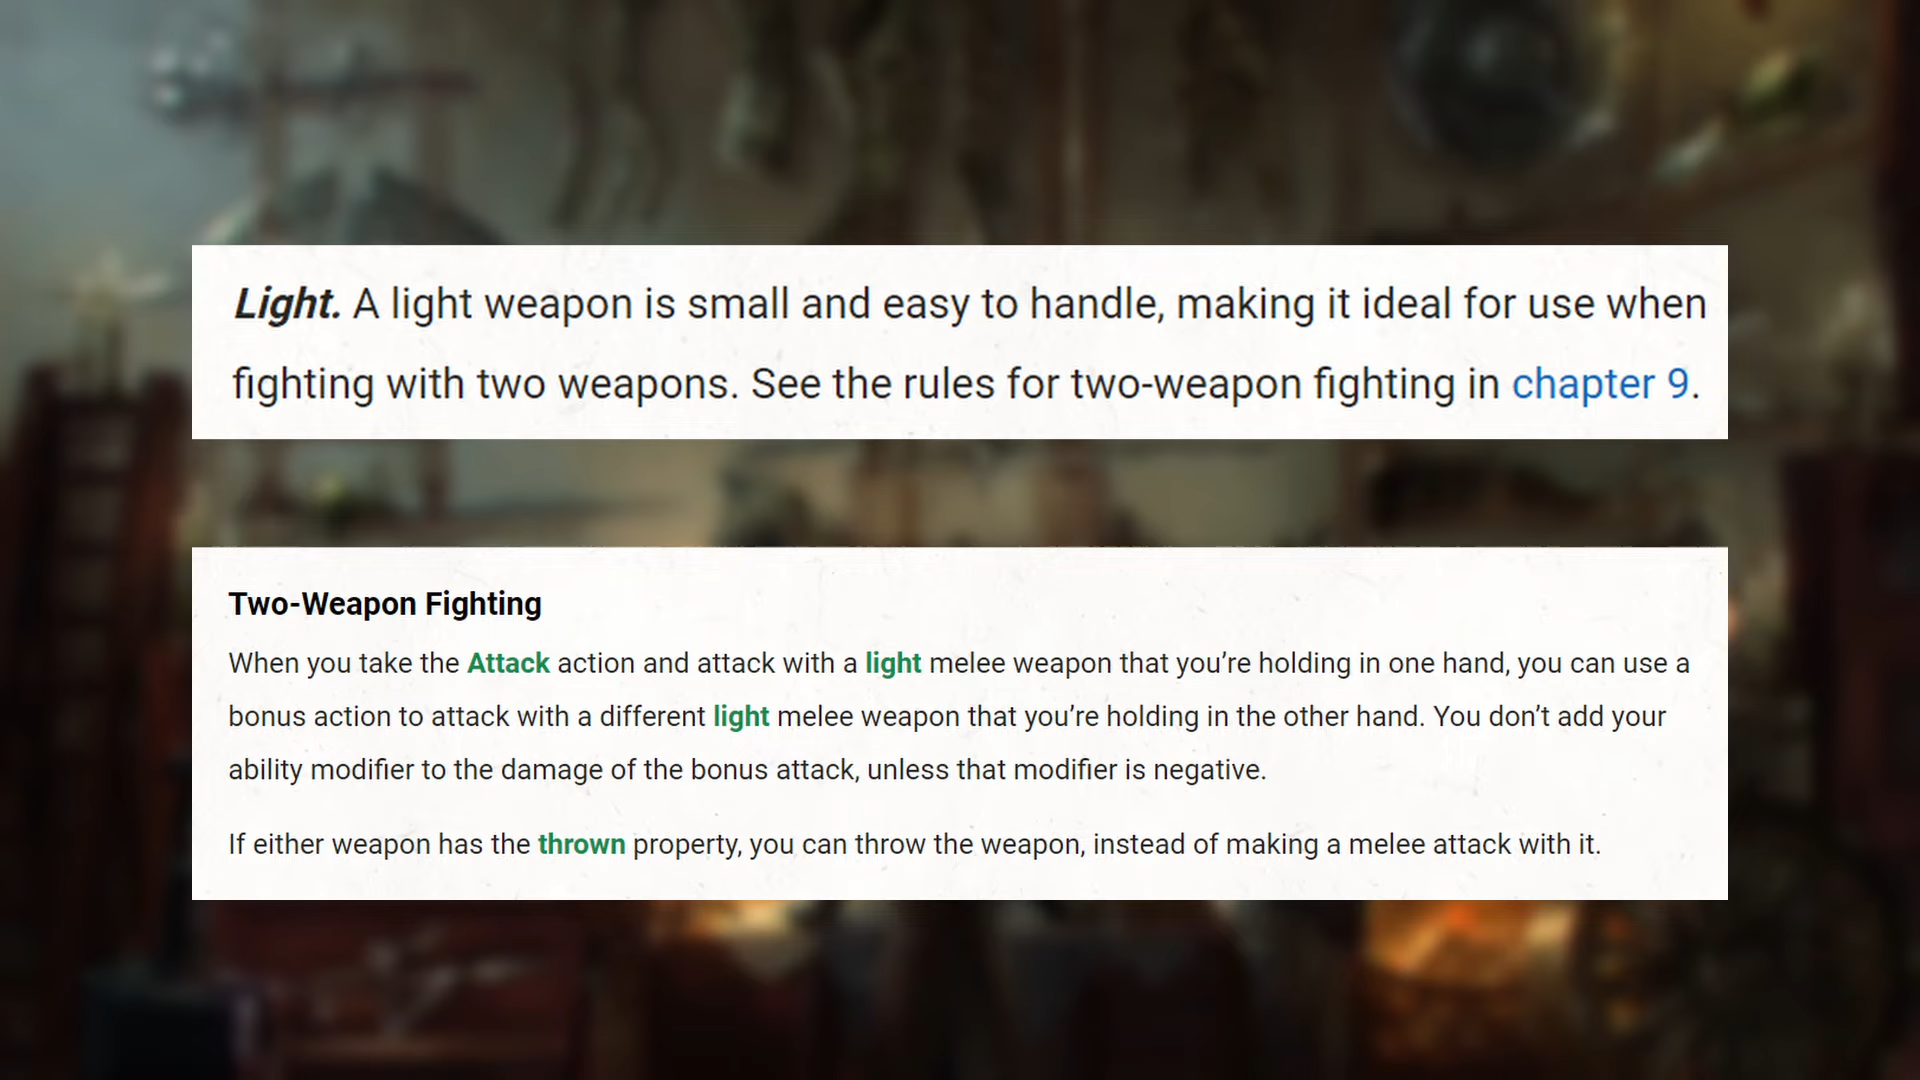 Light. A light weapon is small and easy to handle, making it ideal for use when
fighting with two weapons. See the rules for two-weapon fighting in chapter 9.
Two-Weapon Fighting
When you take the Attack action and attack with a light melee weapon that you’re holding in one hand, you can use a
bonus action to attack with a different light melee weapon that you’re holding in the other hand. You don’t add your
ability modifier to the damage of the bonus attack, unless that modifier is negative.
If either weapon has the thrown property, you can throw the weapon, instead of making a melee attack with it.